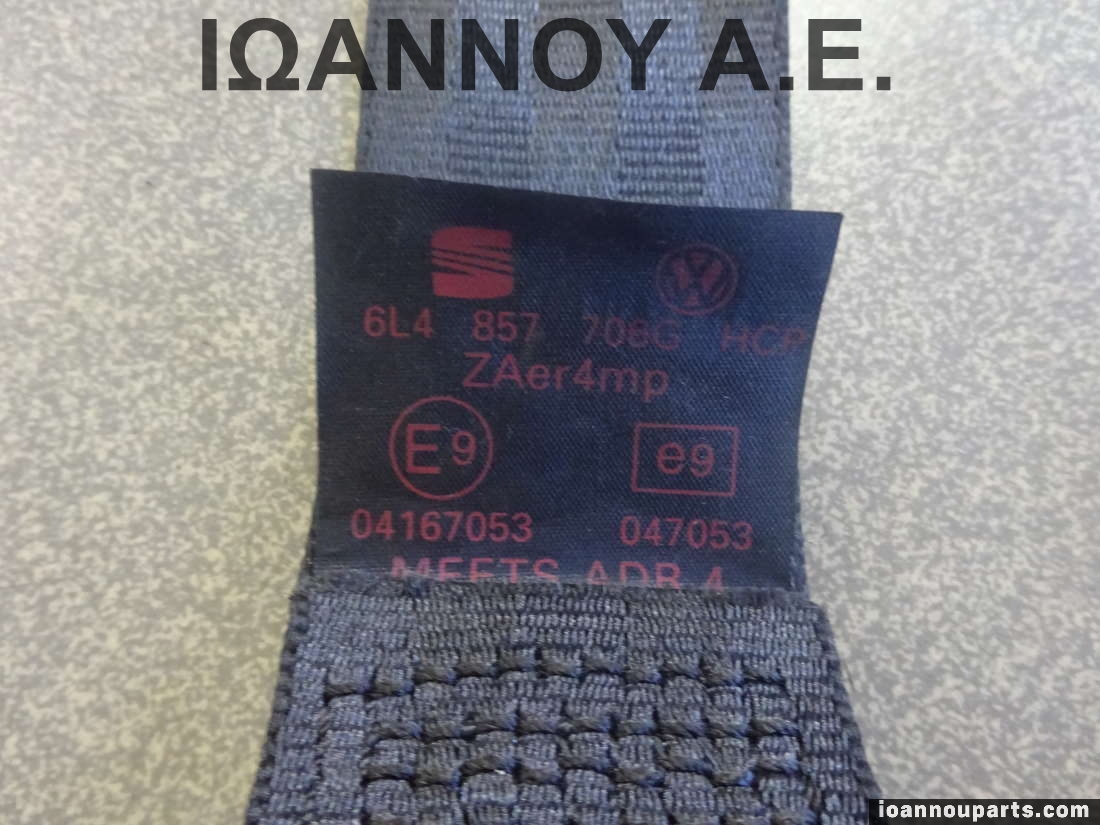 ΙΩΑΝΝΟΥ Α.Ε.
6L4 857 706G HCP
ZAer4mp
E9 e9
04167053 047053
MEETS ADR 4
ioannouparts.com